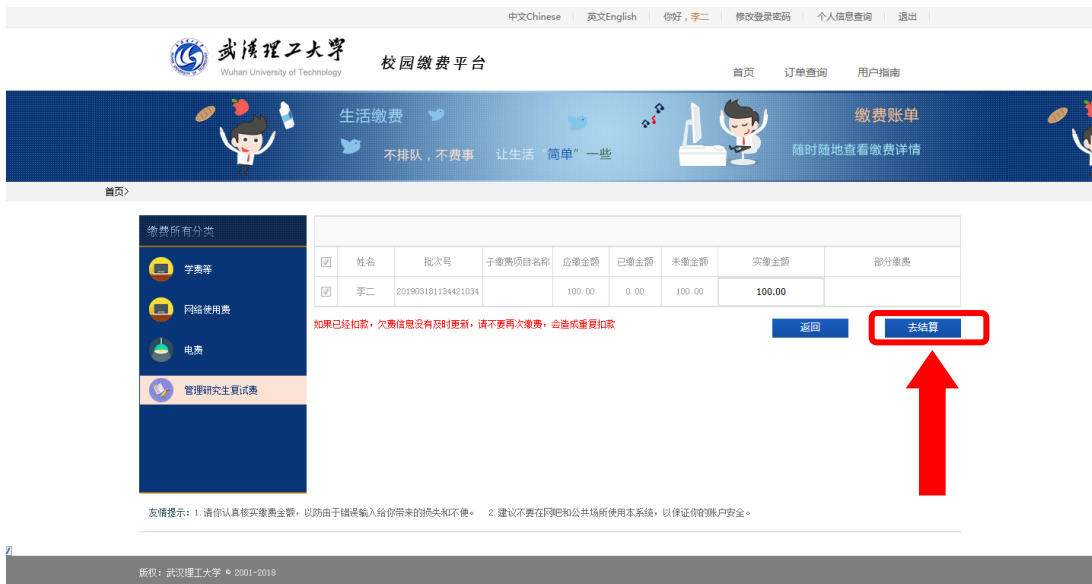 中文Chinese 英文English 你好，李二 修改登录密码 个人信息查询 退出
武汉理工大学
Wuhan University of Technology
校园缴费平台
首页 订单查询 用户指南
生活缴费
不排队，不费事 让生活“简单”一些
缴费账单
随时随地查看缴费详情
首页>
缴费所有分类
学费等
网络使用费
电费
管理研究生复试费
姓名 批次号 子缴费项目名称 应缴金额 已缴金额 未缴金额 实缴金额 部分缴费
李二 201903181134421034 100.00 0.00 100.00 100.00
如果已经扣款，欠费信息没有及时更新，请不要再次缴费，会造成重复扣款
返回 去结算
友情提示：1.请你认真核实缴费金额，以防由于错误输入给你带来的损失和不便。 2.建议不要在网吧和公共场所使用本系统，以保证你的账户安全。
版权：武汉理工大学 © 2001-2018